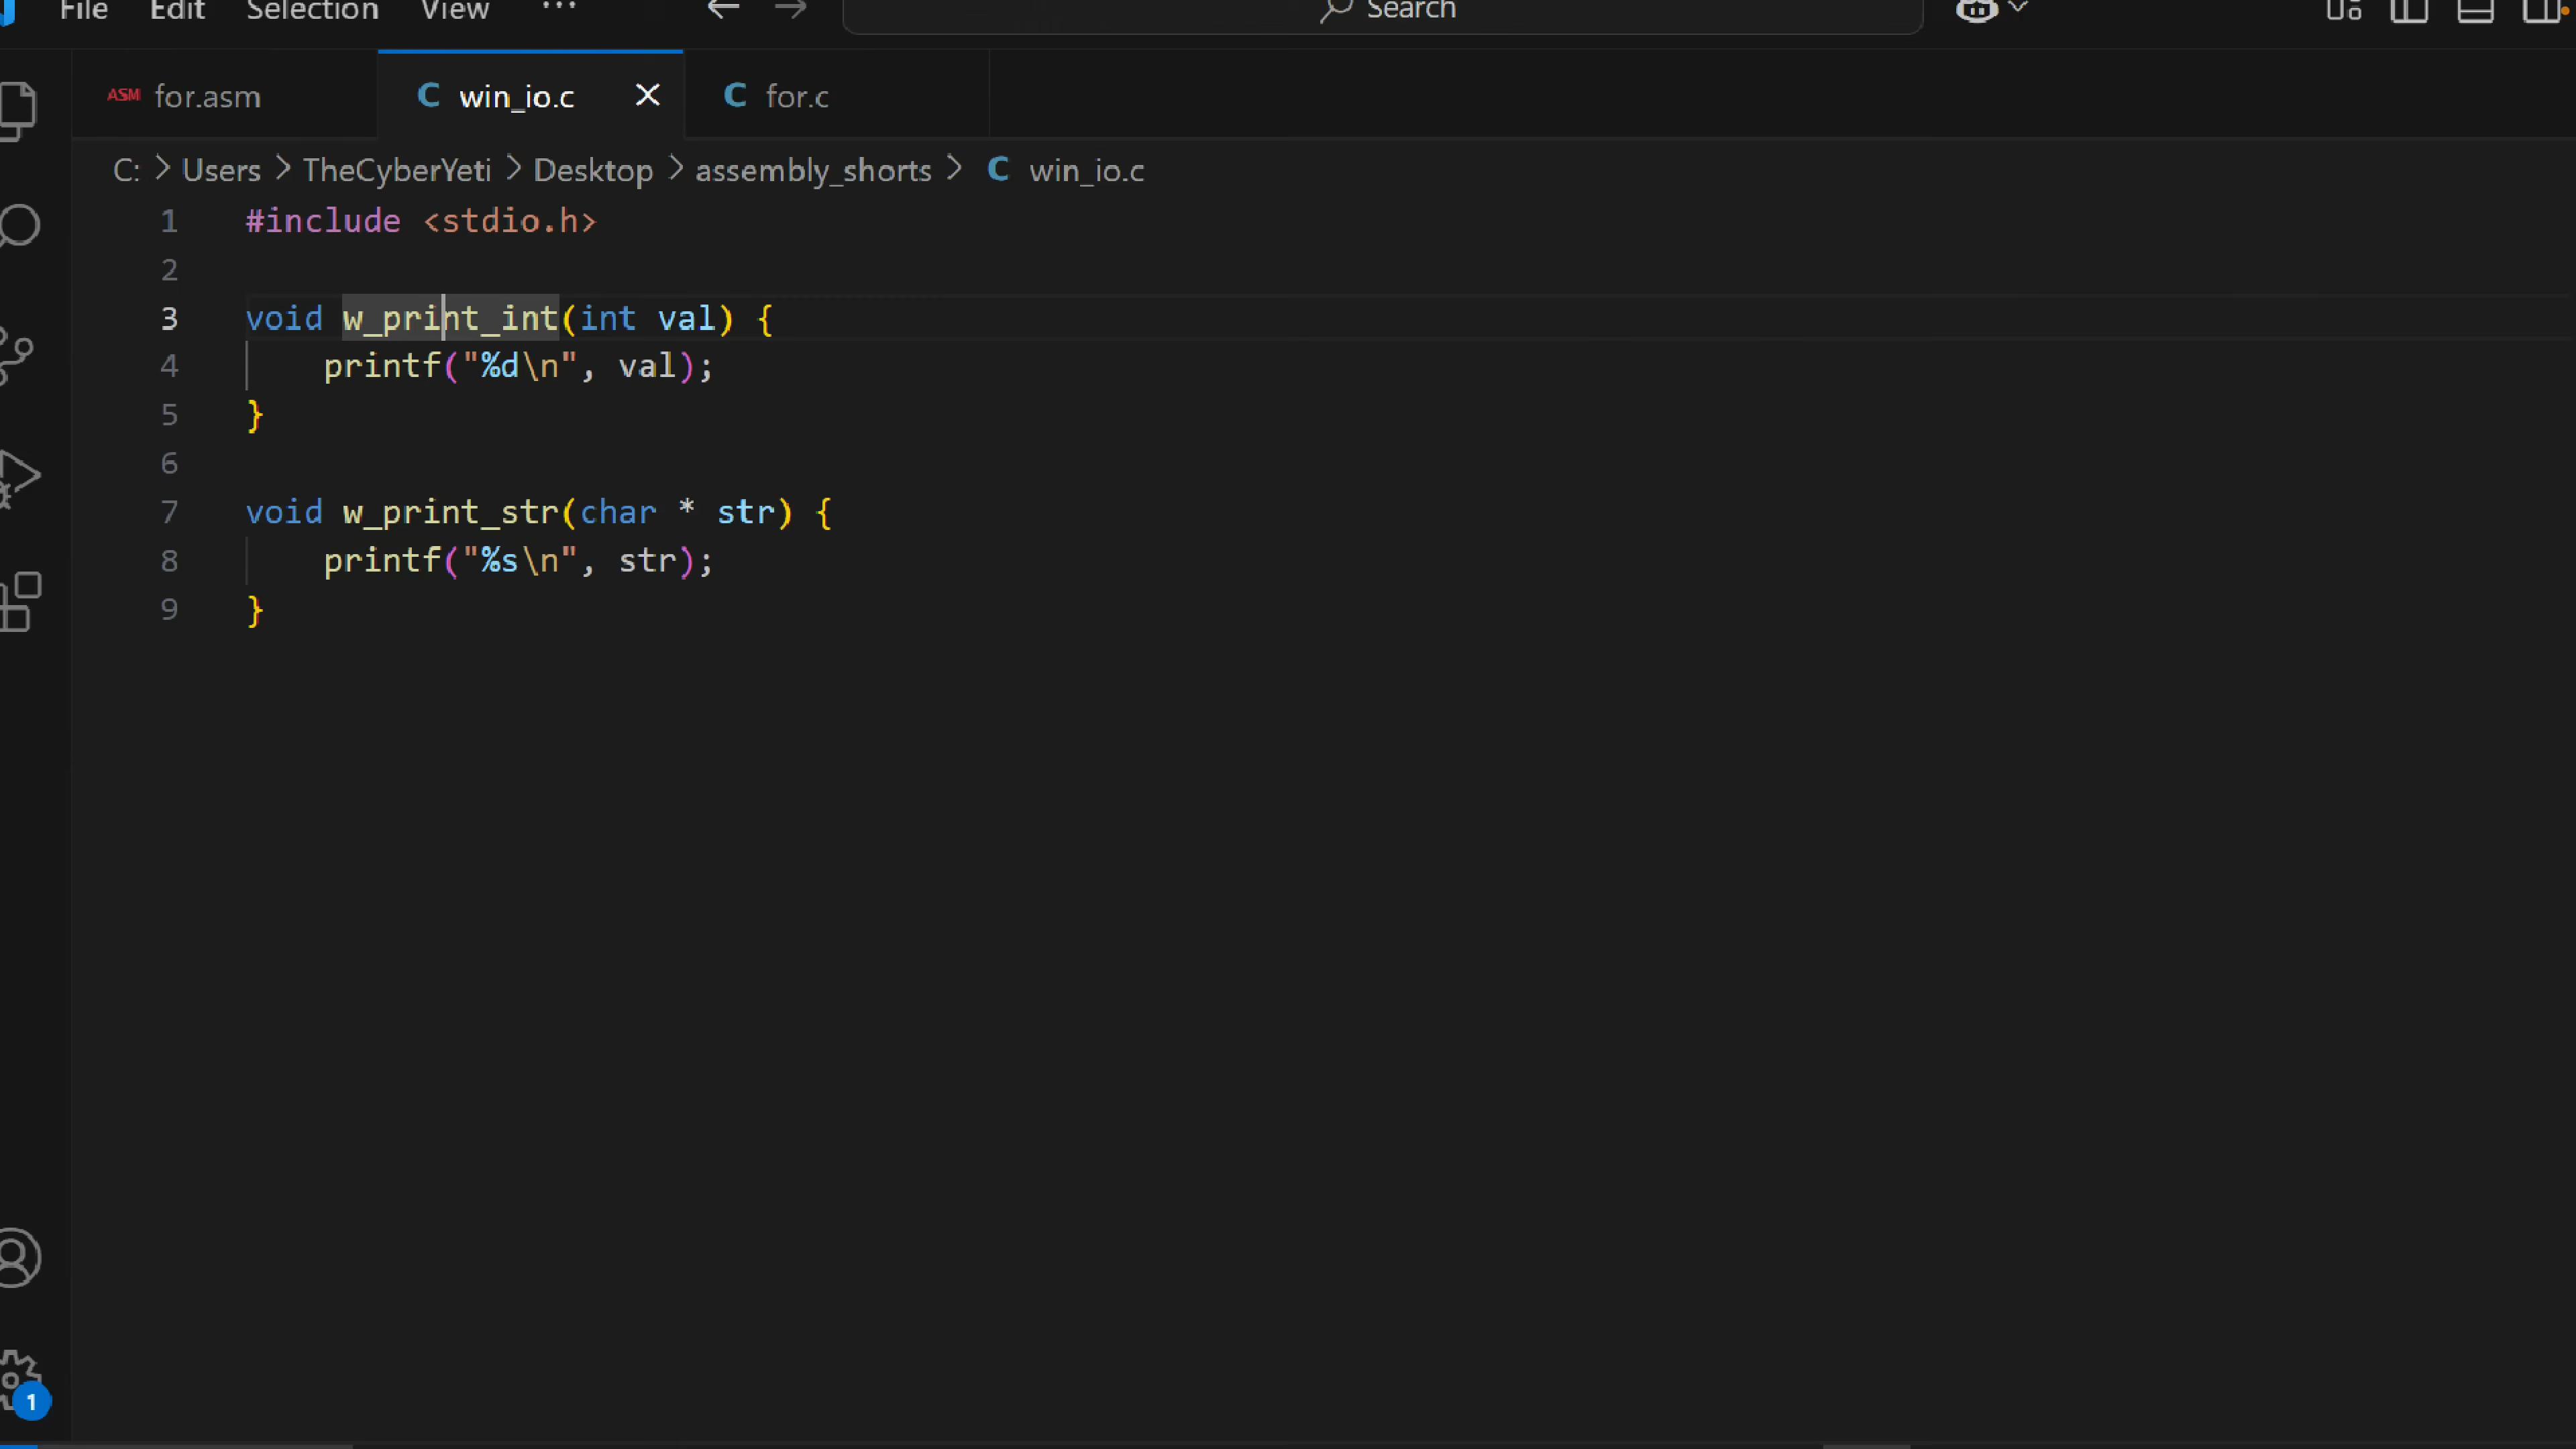 File Edit Selection View ··· Search
ASM for.asm C win_io.c C for.c
C: > Users > TheCyberYeti > Desktop > assembly_shorts > C win_io.c
1 #include <stdio.h>
2
3 void w_print_int(int val) {
4     printf("%d\n", val);
5 }
6
7 void w_print_str(char * str) {
8     printf("%s\n", str);
9 }
1